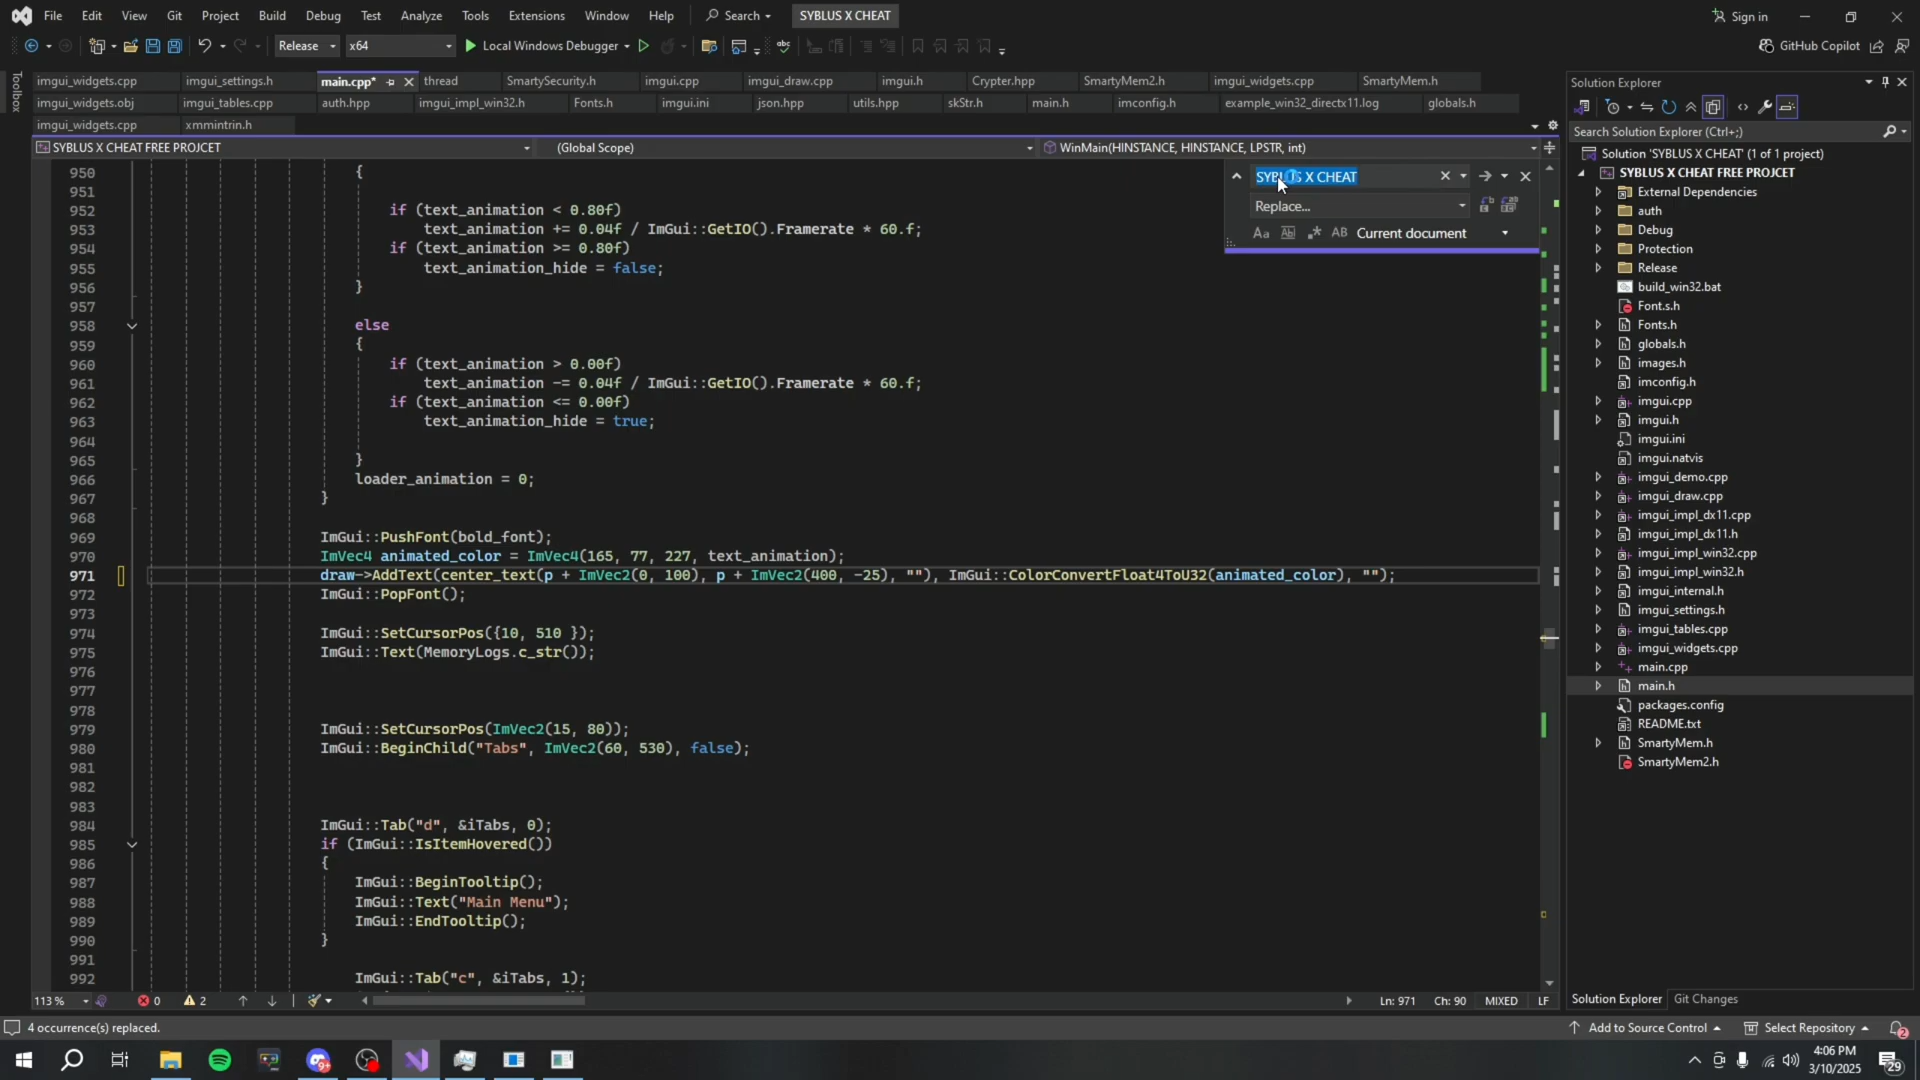 File Edit View Git Project Build Debug Test Analyze Tools Extensions Window Help Search SYBLUS X CHEAT Sign in
Release x64 Local Windows Debugger GitHub Copilot
Toolbox
imgui_widgets.cpp imgui_settings.h main.cpp* thread SmartySecurity.h imgui.cpp imgui_draw.cpp imgui.h Crypter.hpp SmartyMem2.h imgui_widgets.cpp SmartyMem.h
imgui_widgets.obj imgui_tables.cpp auth.hpp imgui_impl_win32.h Fonts.h imgui.ini json.hpp utils.hpp skStr.h main.h imconfig.h example_win32_directx11.log globals.h
imgui_widgets.cpp xmmintrin.h
SYBLUS X CHEAT FREE PROJCET (Global Scope) WinMain(HINSTANCE, HINSTANCE, LPSTR, int)
SYBLUS X CHEAT
Replace...
Aa Ab .* AB Current document
950 {
951
952 if (text_animation < 0.80f)
953 text_animation += 0.04f / ImGui::GetIO().Framerate * 60.f;
954 if (text_animation >= 0.80f)
955 text_animation_hide = false;
956 }
957
958 else
959 {
960 if (text_animation > 0.00f)
961 text_animation -= 0.04f / ImGui::GetIO().Framerate * 60.f;
962 if (text_animation <= 0.00f)
963 text_animation_hide = true;
964
965 }
966 loader_animation = 0;
967 }
968
969 ImGui::PushFont(bold_font);
970 ImVec4 animated_color = ImVec4(165, 77, 227, text_animation);
971 draw->AddText(center_text(p + ImVec2(0, 100), p + ImVec2(400, -25), ""), ImGui::ColorConvertFloat4ToU32(animated_color), "");
972 ImGui::PopFont();
973
974 ImGui::SetCursorPos({10, 510 });
975 ImGui::Text(MemoryLogs.c_str());
976
977
978
979 ImGui::SetCursorPos(ImVec2(15, 80));
980 ImGui::BeginChild("Tabs", ImVec2(60, 530), false);
981
982
983
984 ImGui::Tab("d", &iTabs, 0);
985 if (ImGui::IsItemHovered())
986 {
987 ImGui::BeginTooltip();
988 ImGui::Text("Main Menu");
989 ImGui::EndTooltip();
990 }
991
992 ImGui::Tab("c", &iTabs, 1);
113 % 0 2 Ln: 971 Ch: 90 MIXED LF
Solution Explorer
Search Solution Explorer (Ctrl+;)
Solution 'SYBLUS X CHEAT' (1 of 1 project)
SYBLUS X CHEAT FREE PROJCET
External Dependencies
auth
Debug
Protection
Release
build_win32.bat
Font.s.h
Fonts.h
globals.h
images.h
imconfig.h
imgui.cpp
imgui.h
imgui.ini
imgui.natvis
imgui_demo.cpp
imgui_draw.cpp
imgui_impl_dx11.cpp
imgui_impl_dx11.h
imgui_impl_win32.cpp
imgui_impl_win32.h
imgui_internal.h
imgui_settings.h
imgui_tables.cpp
imgui_widgets.cpp
main.cpp
main.h
packages.config
README.txt
SmartyMem.h
SmartyMem2.h
Solution Explorer Git Changes
4 occurrence(s) replaced. Add to Source Control Select Repository 2
9+ 4:06 PM
3/10/2025 29